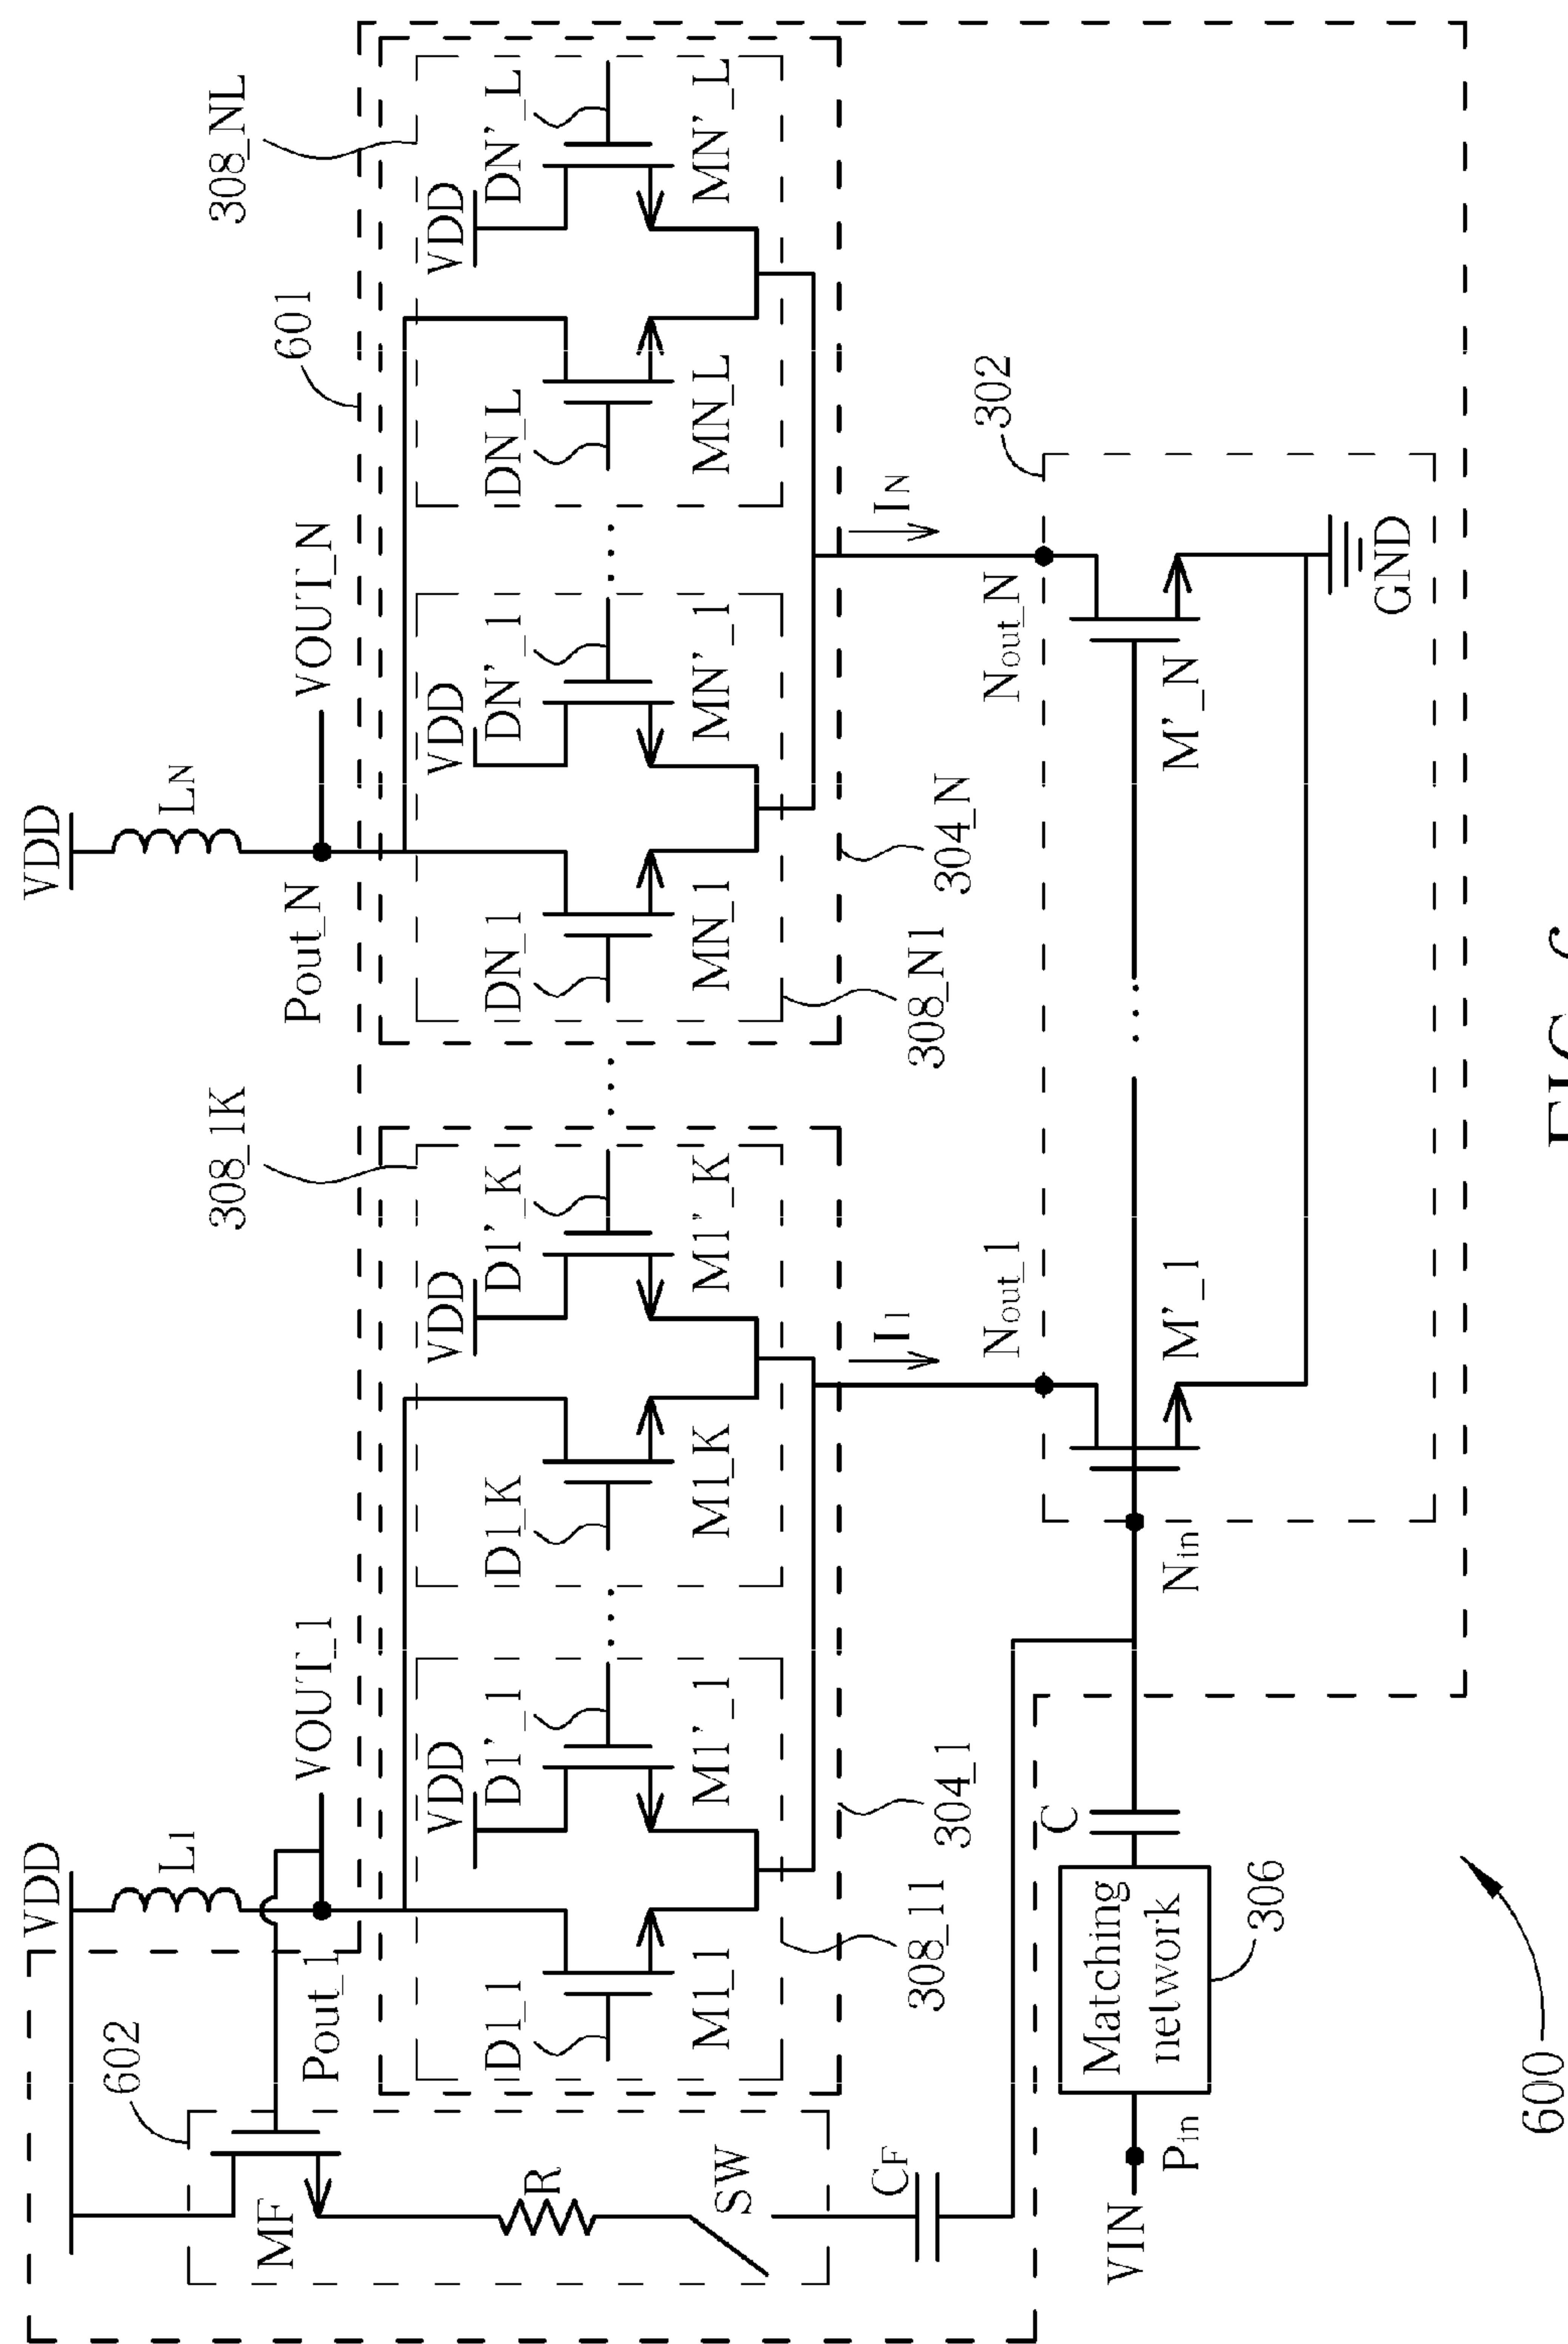 VDD
VDD
602
L1
LN
308_1K
308_NL
MF
601
Pout_1
VOUT_1
Pout_N
VOUT_N
VDD
VDD
VDD
VDD
D1_1
D1'_1
D1_K
D1'_K
DN_1
DN'_1
DN_L
DN'_L
R
M1_1
M1'_1
M1_K
M1'_K
MN_1
MN'_1
MN_L
MN'_L
SW
CF
I1
IN
308_11
308_N1
304_1
304_N
Nout_1
Nout_N
302
C
Matching
network
VIN
Pin
Nin
M'_1
M'_N
306
GND
600